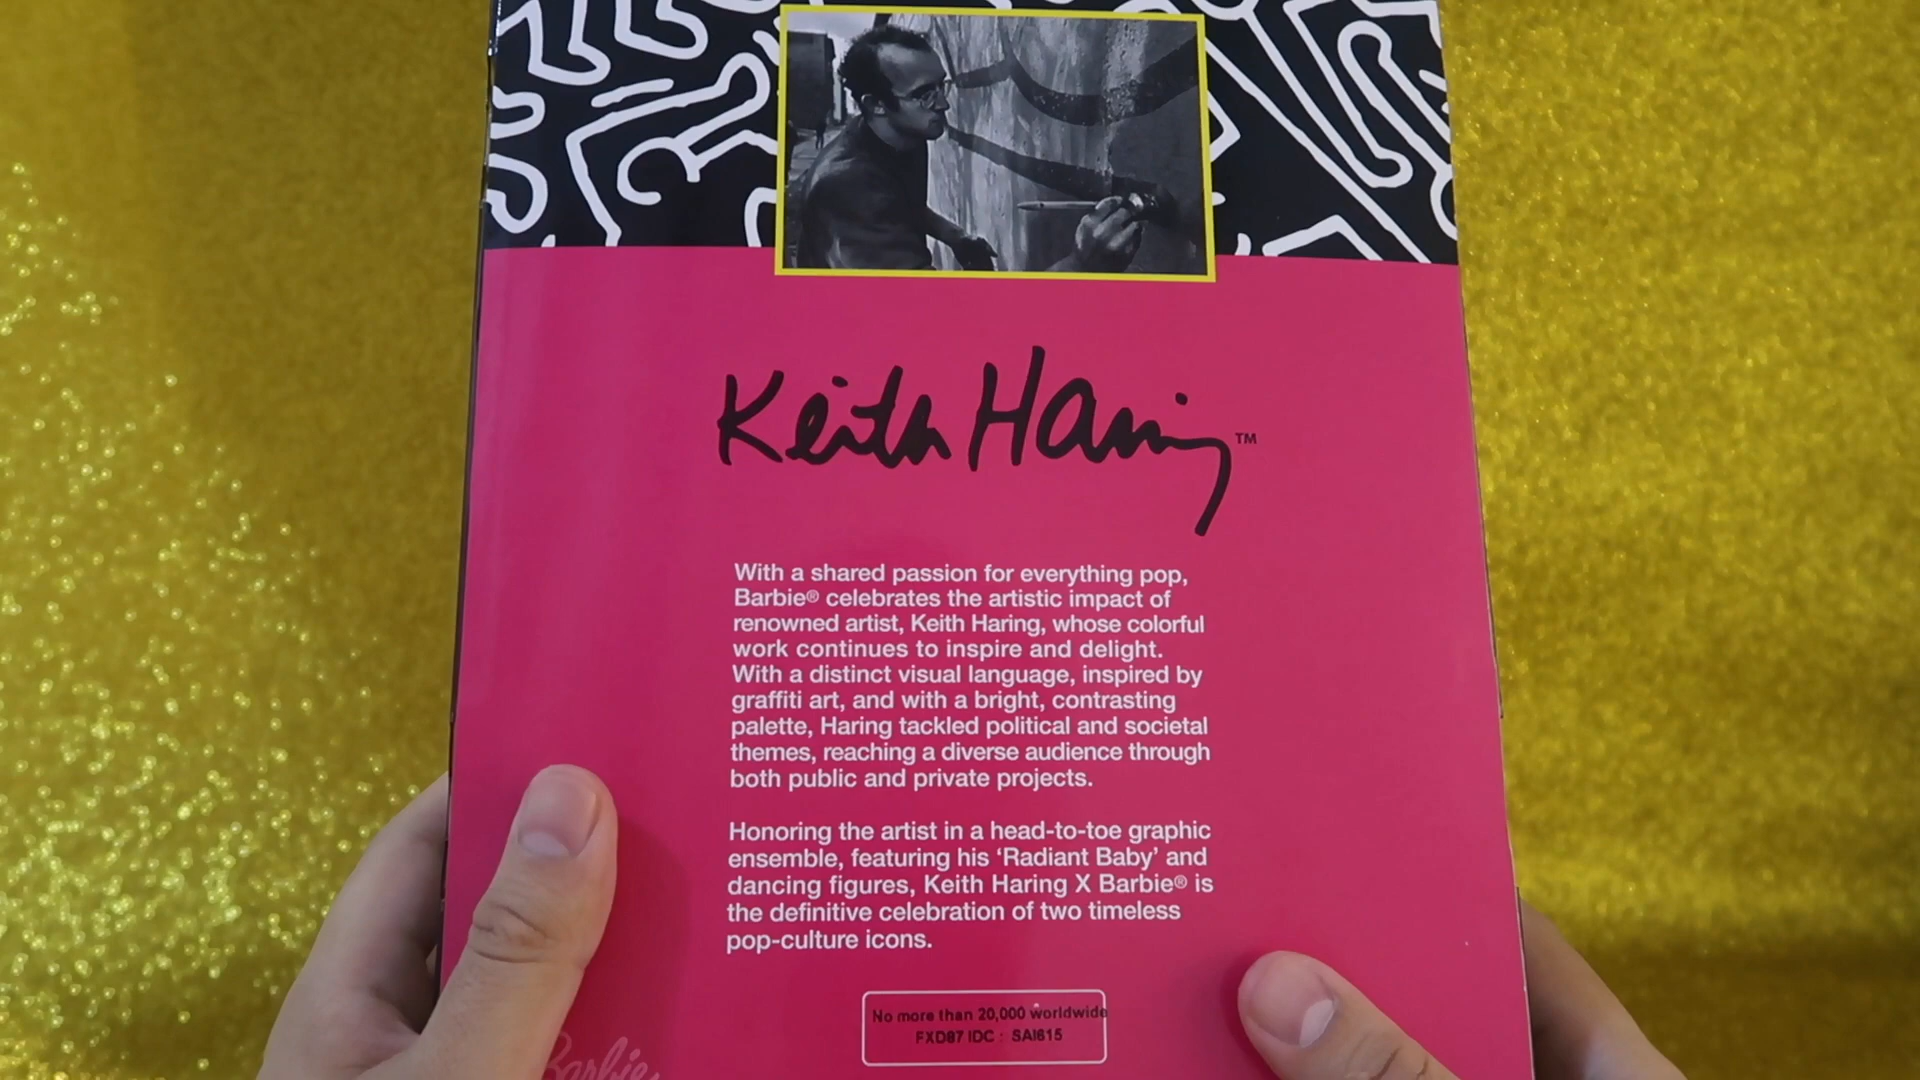 Keith Haring™
With a shared passion for everything pop,
Barbie® celebrates the artistic impact of
renowned artist, Keith Haring, whose colorful
work continues to inspire and delight.
With a distinct visual language, inspired by
graffiti art, and with a bright, contrasting
palette, Haring tackled political and societal
themes, reaching a diverse audience through
both public and private projects.
Honoring the artist in a head-to-toe graphic
ensemble, featuring his ‘Radiant Baby’ and
dancing figures, Keith Haring X Barbie® is
the definitive celebration of two timeless
pop-culture icons.
No more than 20,000 worldwide
FXD87 IDC : SAI615
Barbie